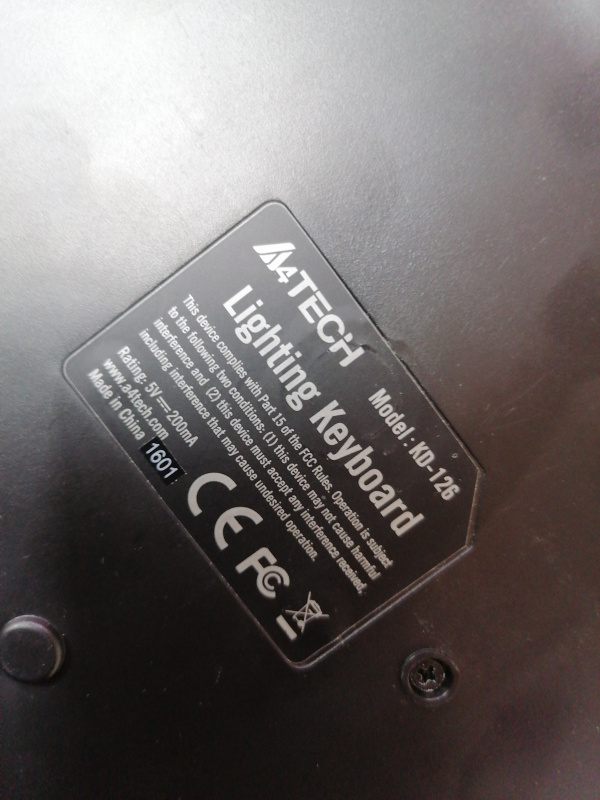 A4TECH
Model : KD-126
Lighting Keyboard
This device complies with Part 15 of the FCC Rules. Operation is subject
to the following two conditions: (1) this device may not cause harmful
interference and (2) this device must accept any interference received,
including interference that may cause undesired operation.
Rating: 5V 200mA
www.a4tech.com
Made in China 1601
CE FC